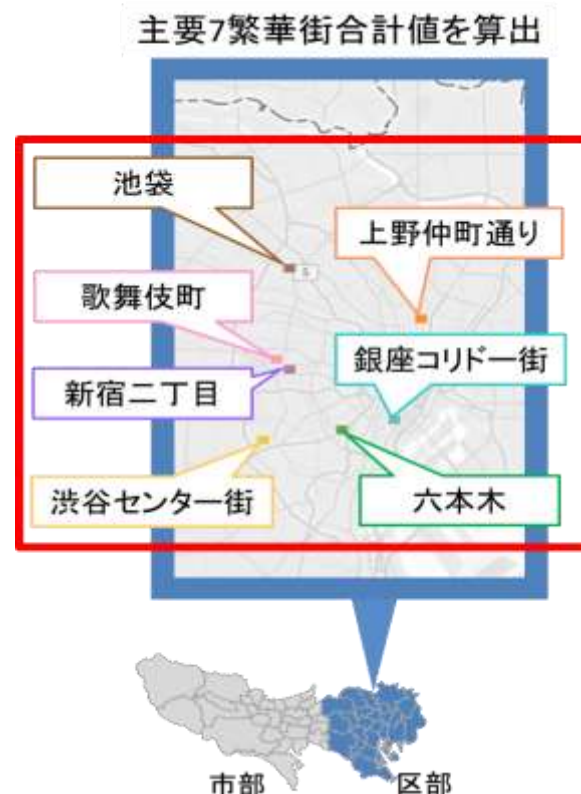 主要7繁華街合計値を算出
池袋
上野仲町通り
歌舞伎町
銀座コリドー街
新宿二丁目
渋谷センター街
六本木
市部
区部